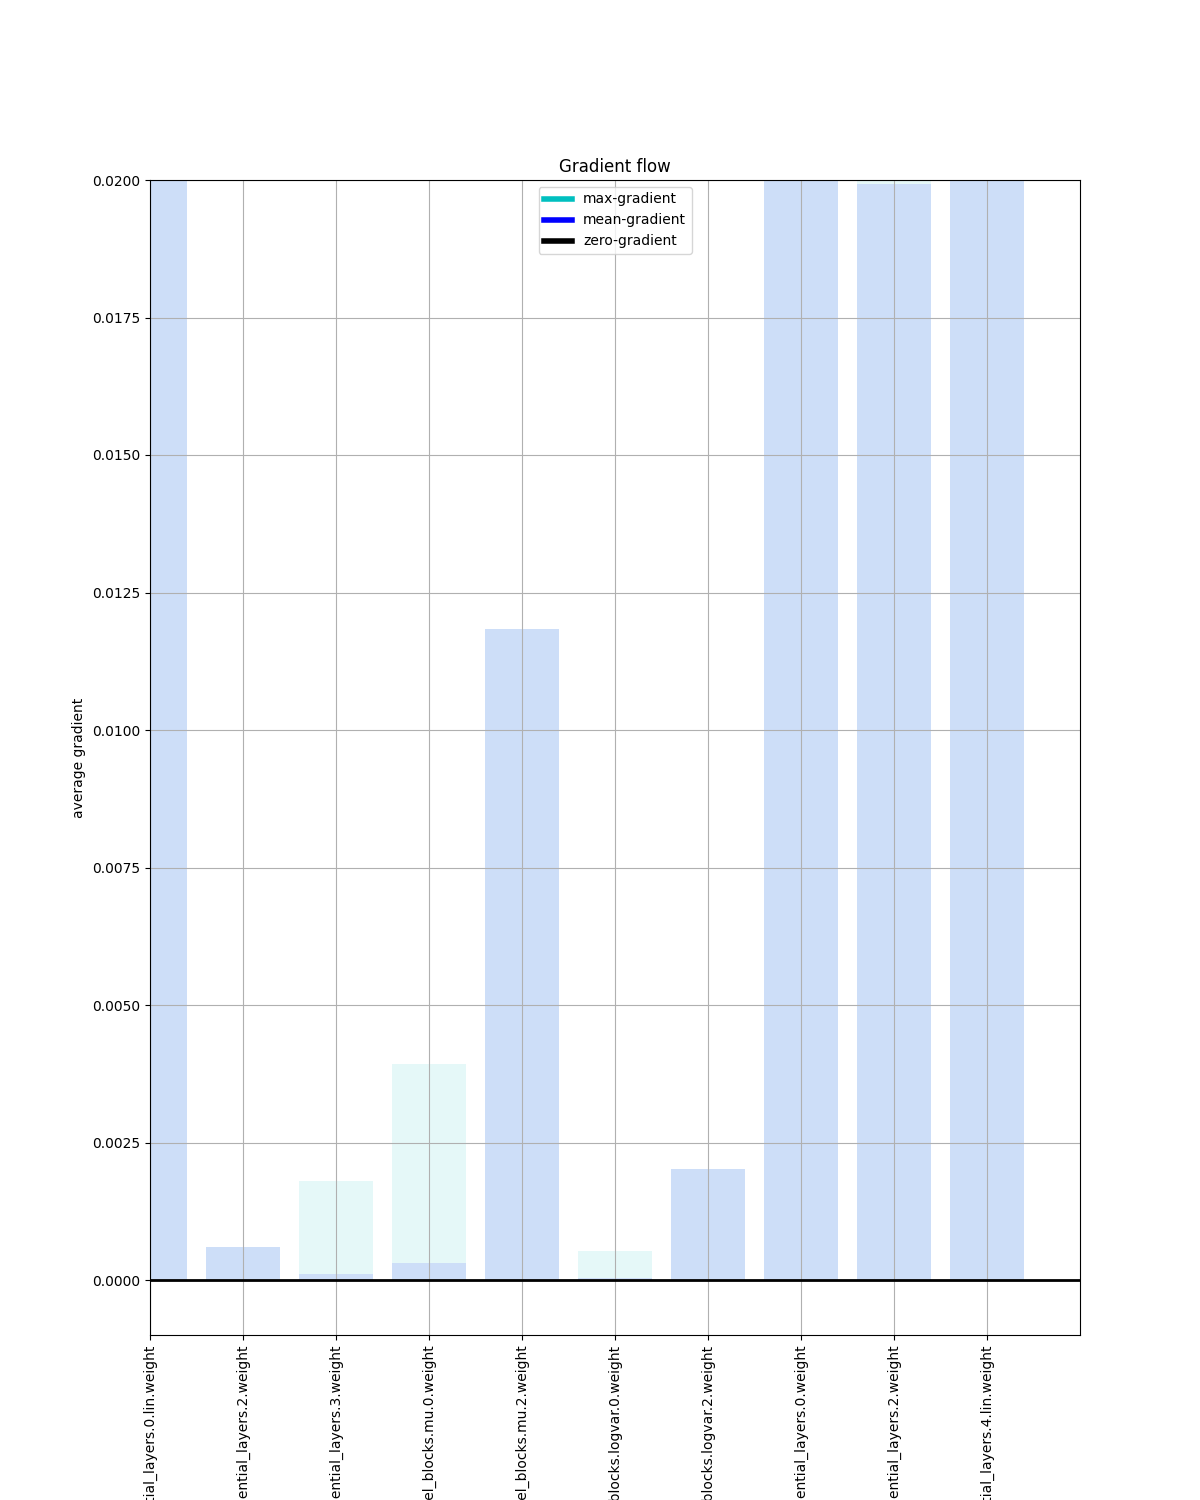 Gradient flow
max-gradient
mean-gradient
zero-gradient
0.0200
0.0175
0.0150
0.0125
0.0100
0.0075
0.0050
0.0025
0.0000
average gradient
tial_layers.0.lin.weight
ential_layers.2.weight
ential_layers.3.weight
el_blocks.mu.0.weight
el_blocks.mu.2.weight
blocks.logvar.0.weight
blocks.logvar.2.weight
ential_layers.0.weight
ential_layers.2.weight
tial_layers.4.lin.weight